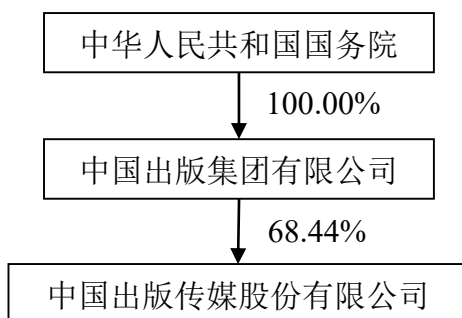 中华人民共和国国务院
100.00%
中国出版集团有限公司
68.44%
中国出版传媒股份有限公司